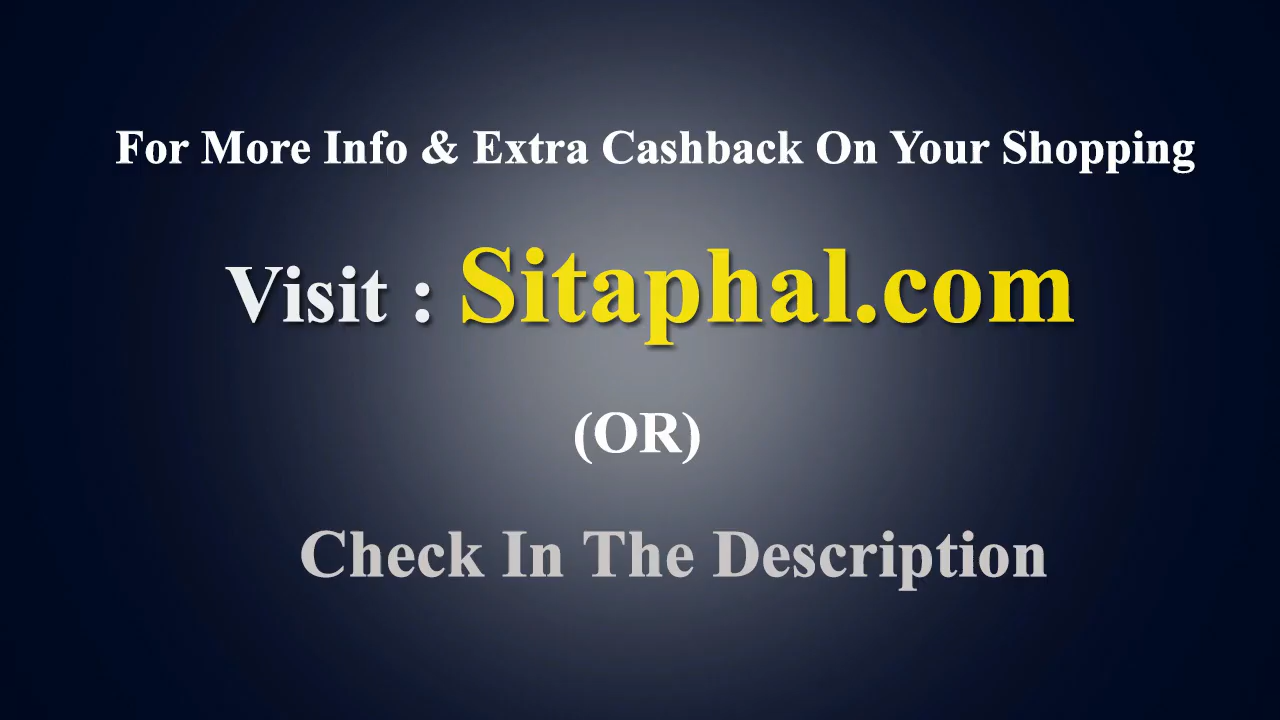 For More Info & Extra Cashback On Your Shopping
Visit : Sitaphal.com
(OR)
Check In The Description